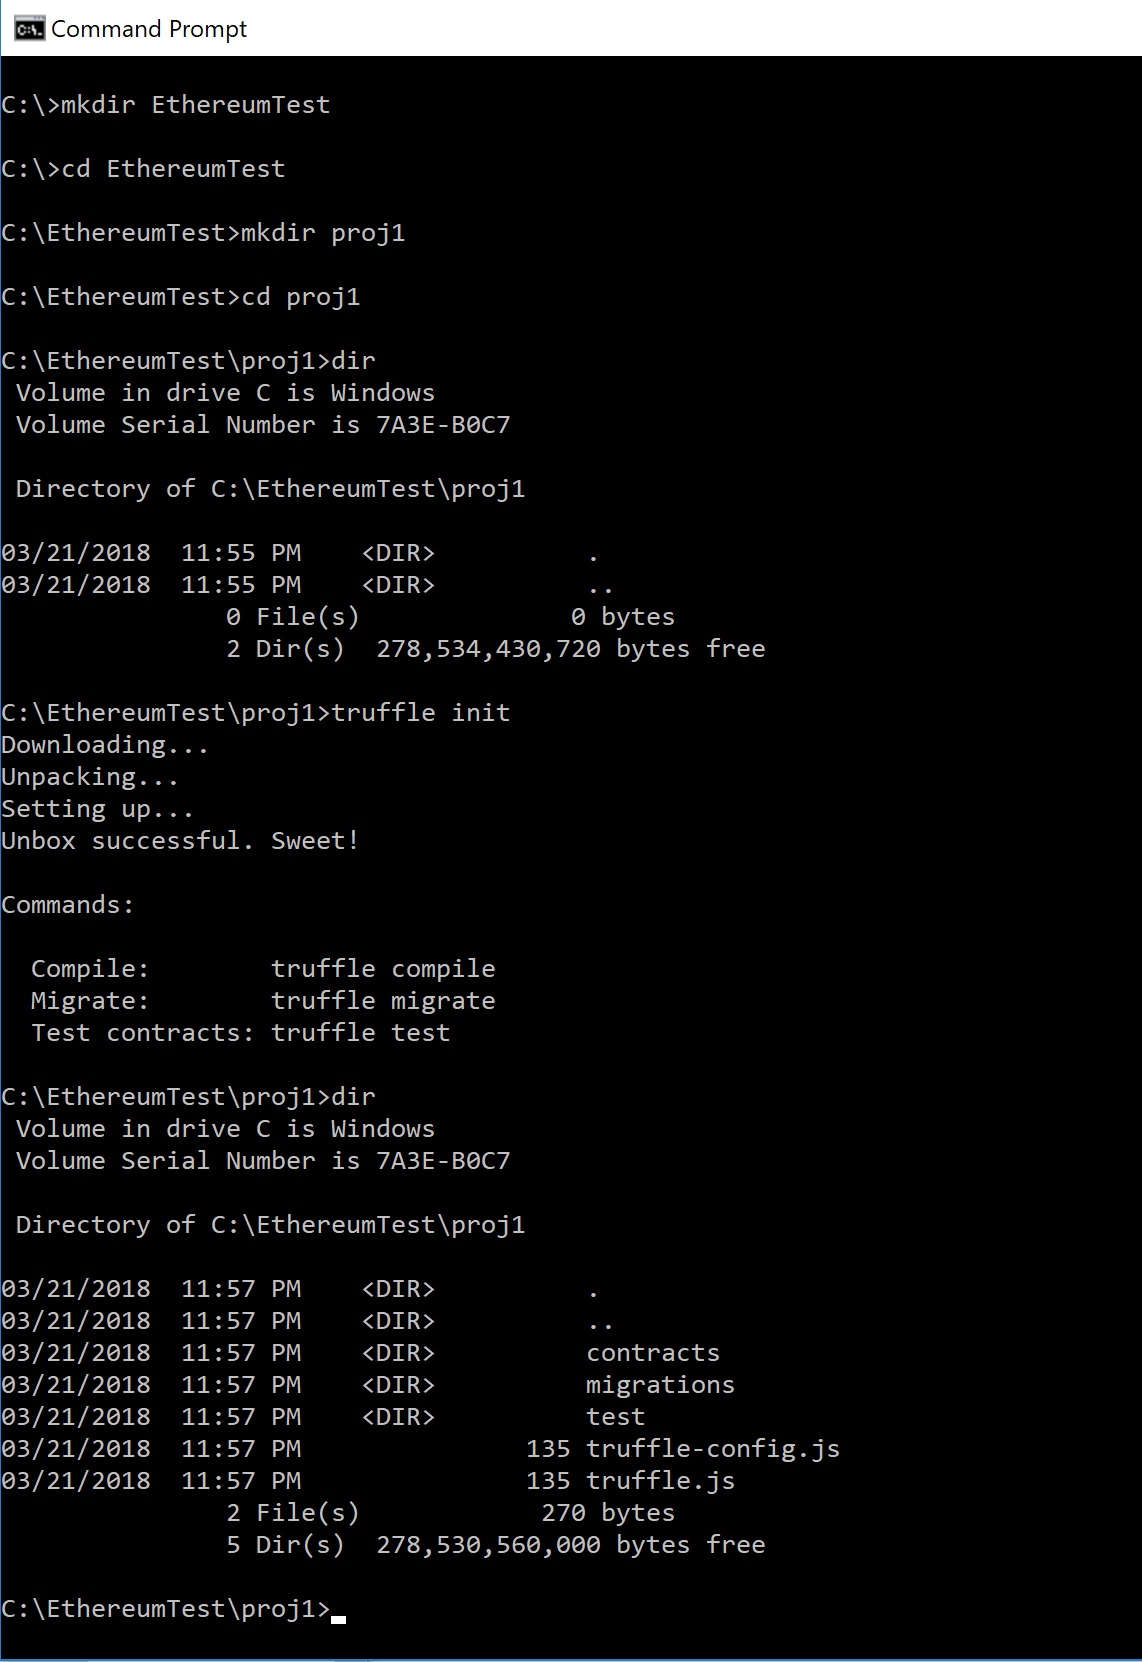 Command Prompt
C:\>mkdir EthereumTest
C:\>cd EthereumTest
C:\EthereumTest>mkdir proj1
C:\EthereumTest>cd proj1
C:\EthereumTest\proj1>dir
 Volume in drive C is Windows
 Volume Serial Number is 7A3E-B0C7
 Directory of C:\EthereumTest\proj1
03/21/2018  11:55 PM    <DIR>          .
03/21/2018  11:55 PM    <DIR>          ..
               0 File(s)              0 bytes
               2 Dir(s)  278,534,430,720 bytes free
C:\EthereumTest\proj1>truffle init
Downloading...
Unpacking...
Setting up...
Unbox successful. Sweet!
Commands:
  Compile:        truffle compile
  Migrate:        truffle migrate
  Test contracts: truffle test
C:\EthereumTest\proj1>dir
 Volume in drive C is Windows
 Volume Serial Number is 7A3E-B0C7
 Directory of C:\EthereumTest\proj1
03/21/2018  11:57 PM    <DIR>          .
03/21/2018  11:57 PM    <DIR>          ..
03/21/2018  11:57 PM    <DIR>          contracts
03/21/2018  11:57 PM    <DIR>          migrations
03/21/2018  11:57 PM    <DIR>          test
03/21/2018  11:57 PM               135 truffle-config.js
03/21/2018  11:57 PM               135 truffle.js
               2 File(s)            270 bytes
               5 Dir(s)  278,530,560,000 bytes free
C:\EthereumTest\proj1>